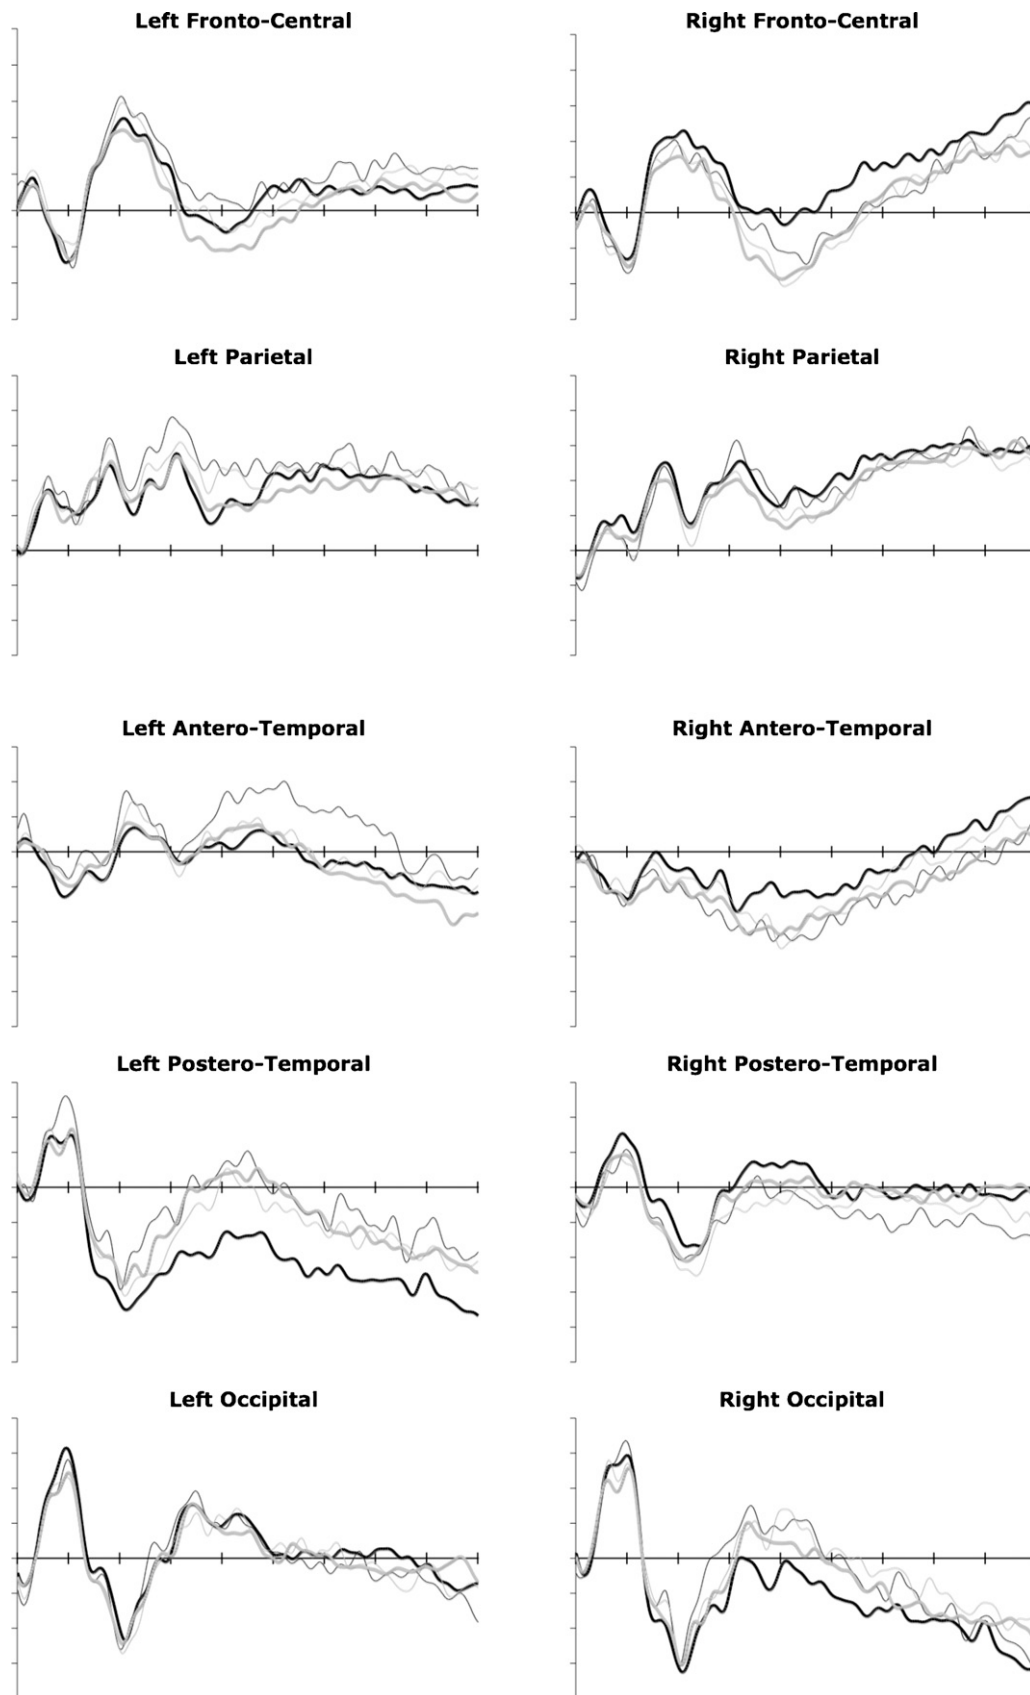 Left Fronto-Central
Right Fronto-Central
Left Parietal
Right Parietal
Left Antero-Temporal
Right Antero-Temporal
Left Postero-Temporal
Right Postero-Temporal
Left Occipital
Right Occipital